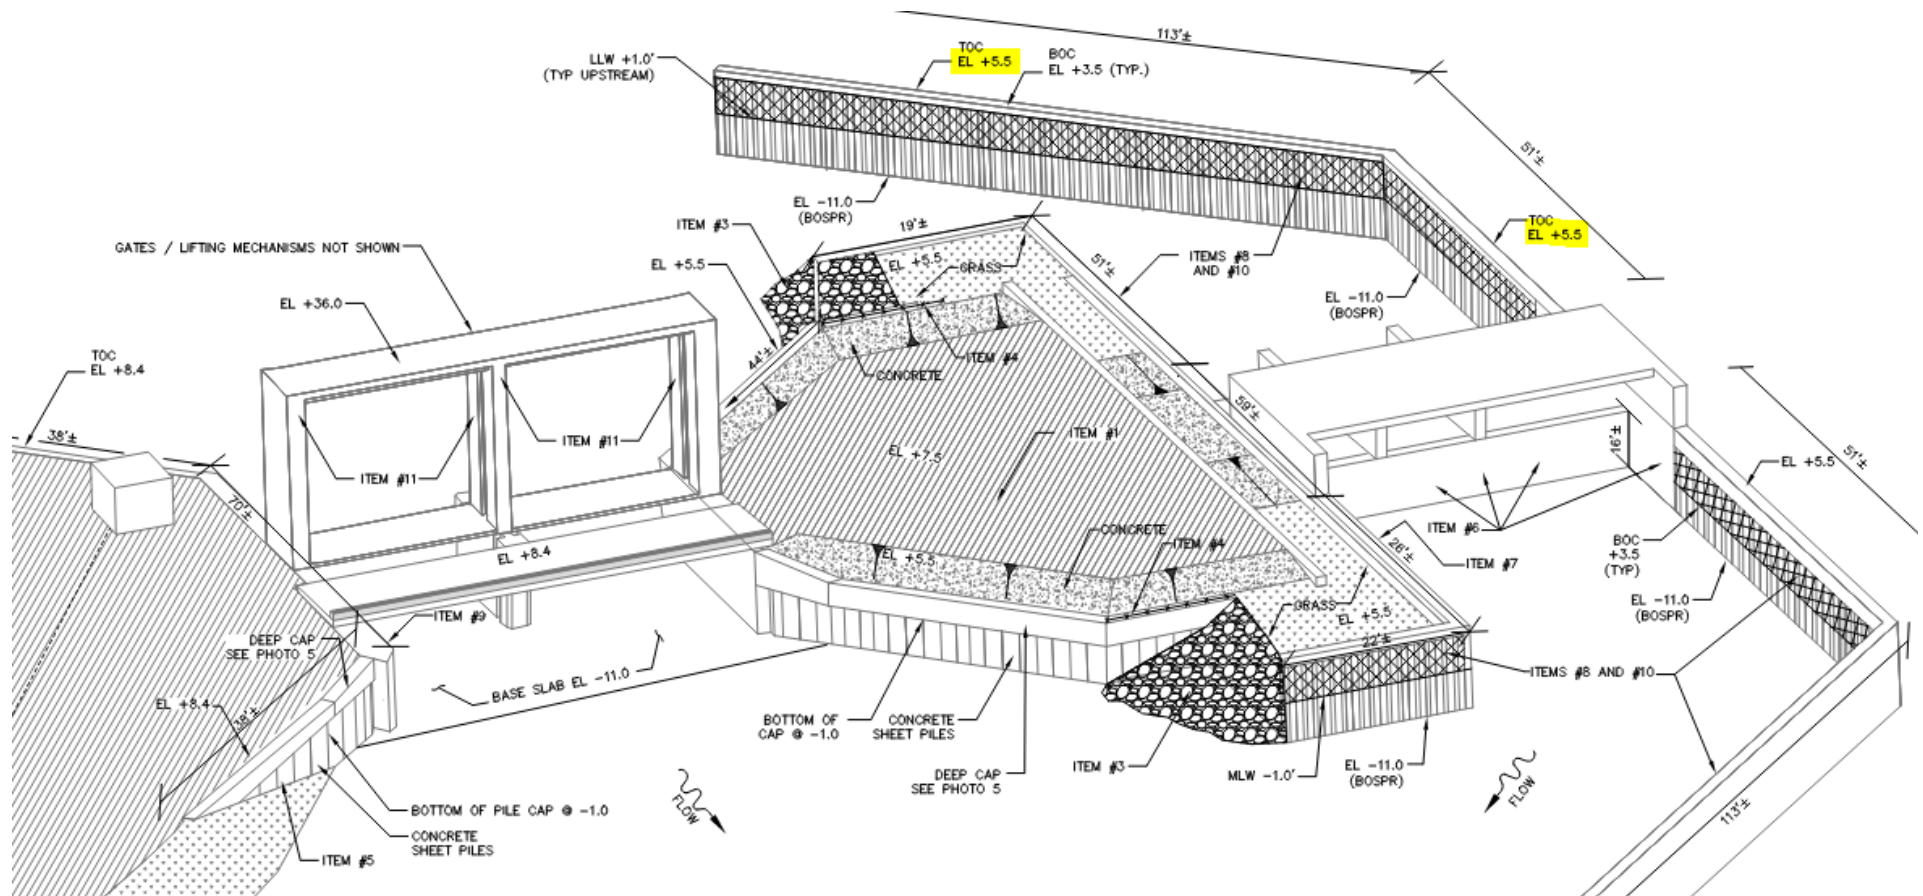 113'±
TOC
EL +5.5
BOC
EL +3.5 (TYP.)
LLW +1.0'
(TYP UPSTREAM)
51'±
EL -11.0
(BOSPR)
ITEM #3
19'±
TOC
EL +5.5
GATES / LIFTING MECHANISMS NOT SHOWN
EL +5.5
EL +5.5
GRASS
51'±
ITEMS #8
AND #10
EL -11.0
(BOSPR)
EL +36.0
44'±
ITEM #4
CONCRETE
TOC
EL +8.4
59'±
38'±
ITEM #11
ITEM #11
ITEM #1
EL +7.5
16'±
EL +5.5
51'±
70'±
EL +8.4
EL +5.5
CONCRETE
ITEM #4
ITEM #6
26'±
ITEM #7
BOC
+3.5
(TYP)
EL -11.0
(BOSPR)
GRASS
EL +5.5
22'±
ITEM #9
DEEP CAP
SEE PHOTO 5
BASE SLAB EL -11.0
ITEMS #8 AND #10
EL +8.4
38'±
BOTTOM OF
CAP @ -1.0
CONCRETE
SHEET PILES
DEEP CAP
SEE PHOTO 5
ITEM #3
MLW -1.0'
EL -11.0
(BOSPR)
FLOW
FLOW
113'±
BOTTOM OF PILE CAP @ -1.0
CONCRETE
SHEET PILES
ITEM #5